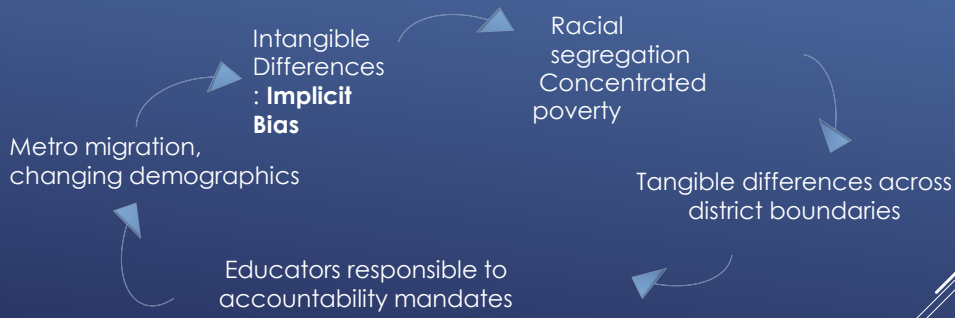 Intangible
Differences
: Implicit
Bias
Racial
segregation
Concentrated
poverty
Metro migration,
changing demographics
Tangible differences across
district boundaries
Educators responsible to
accountability mandates